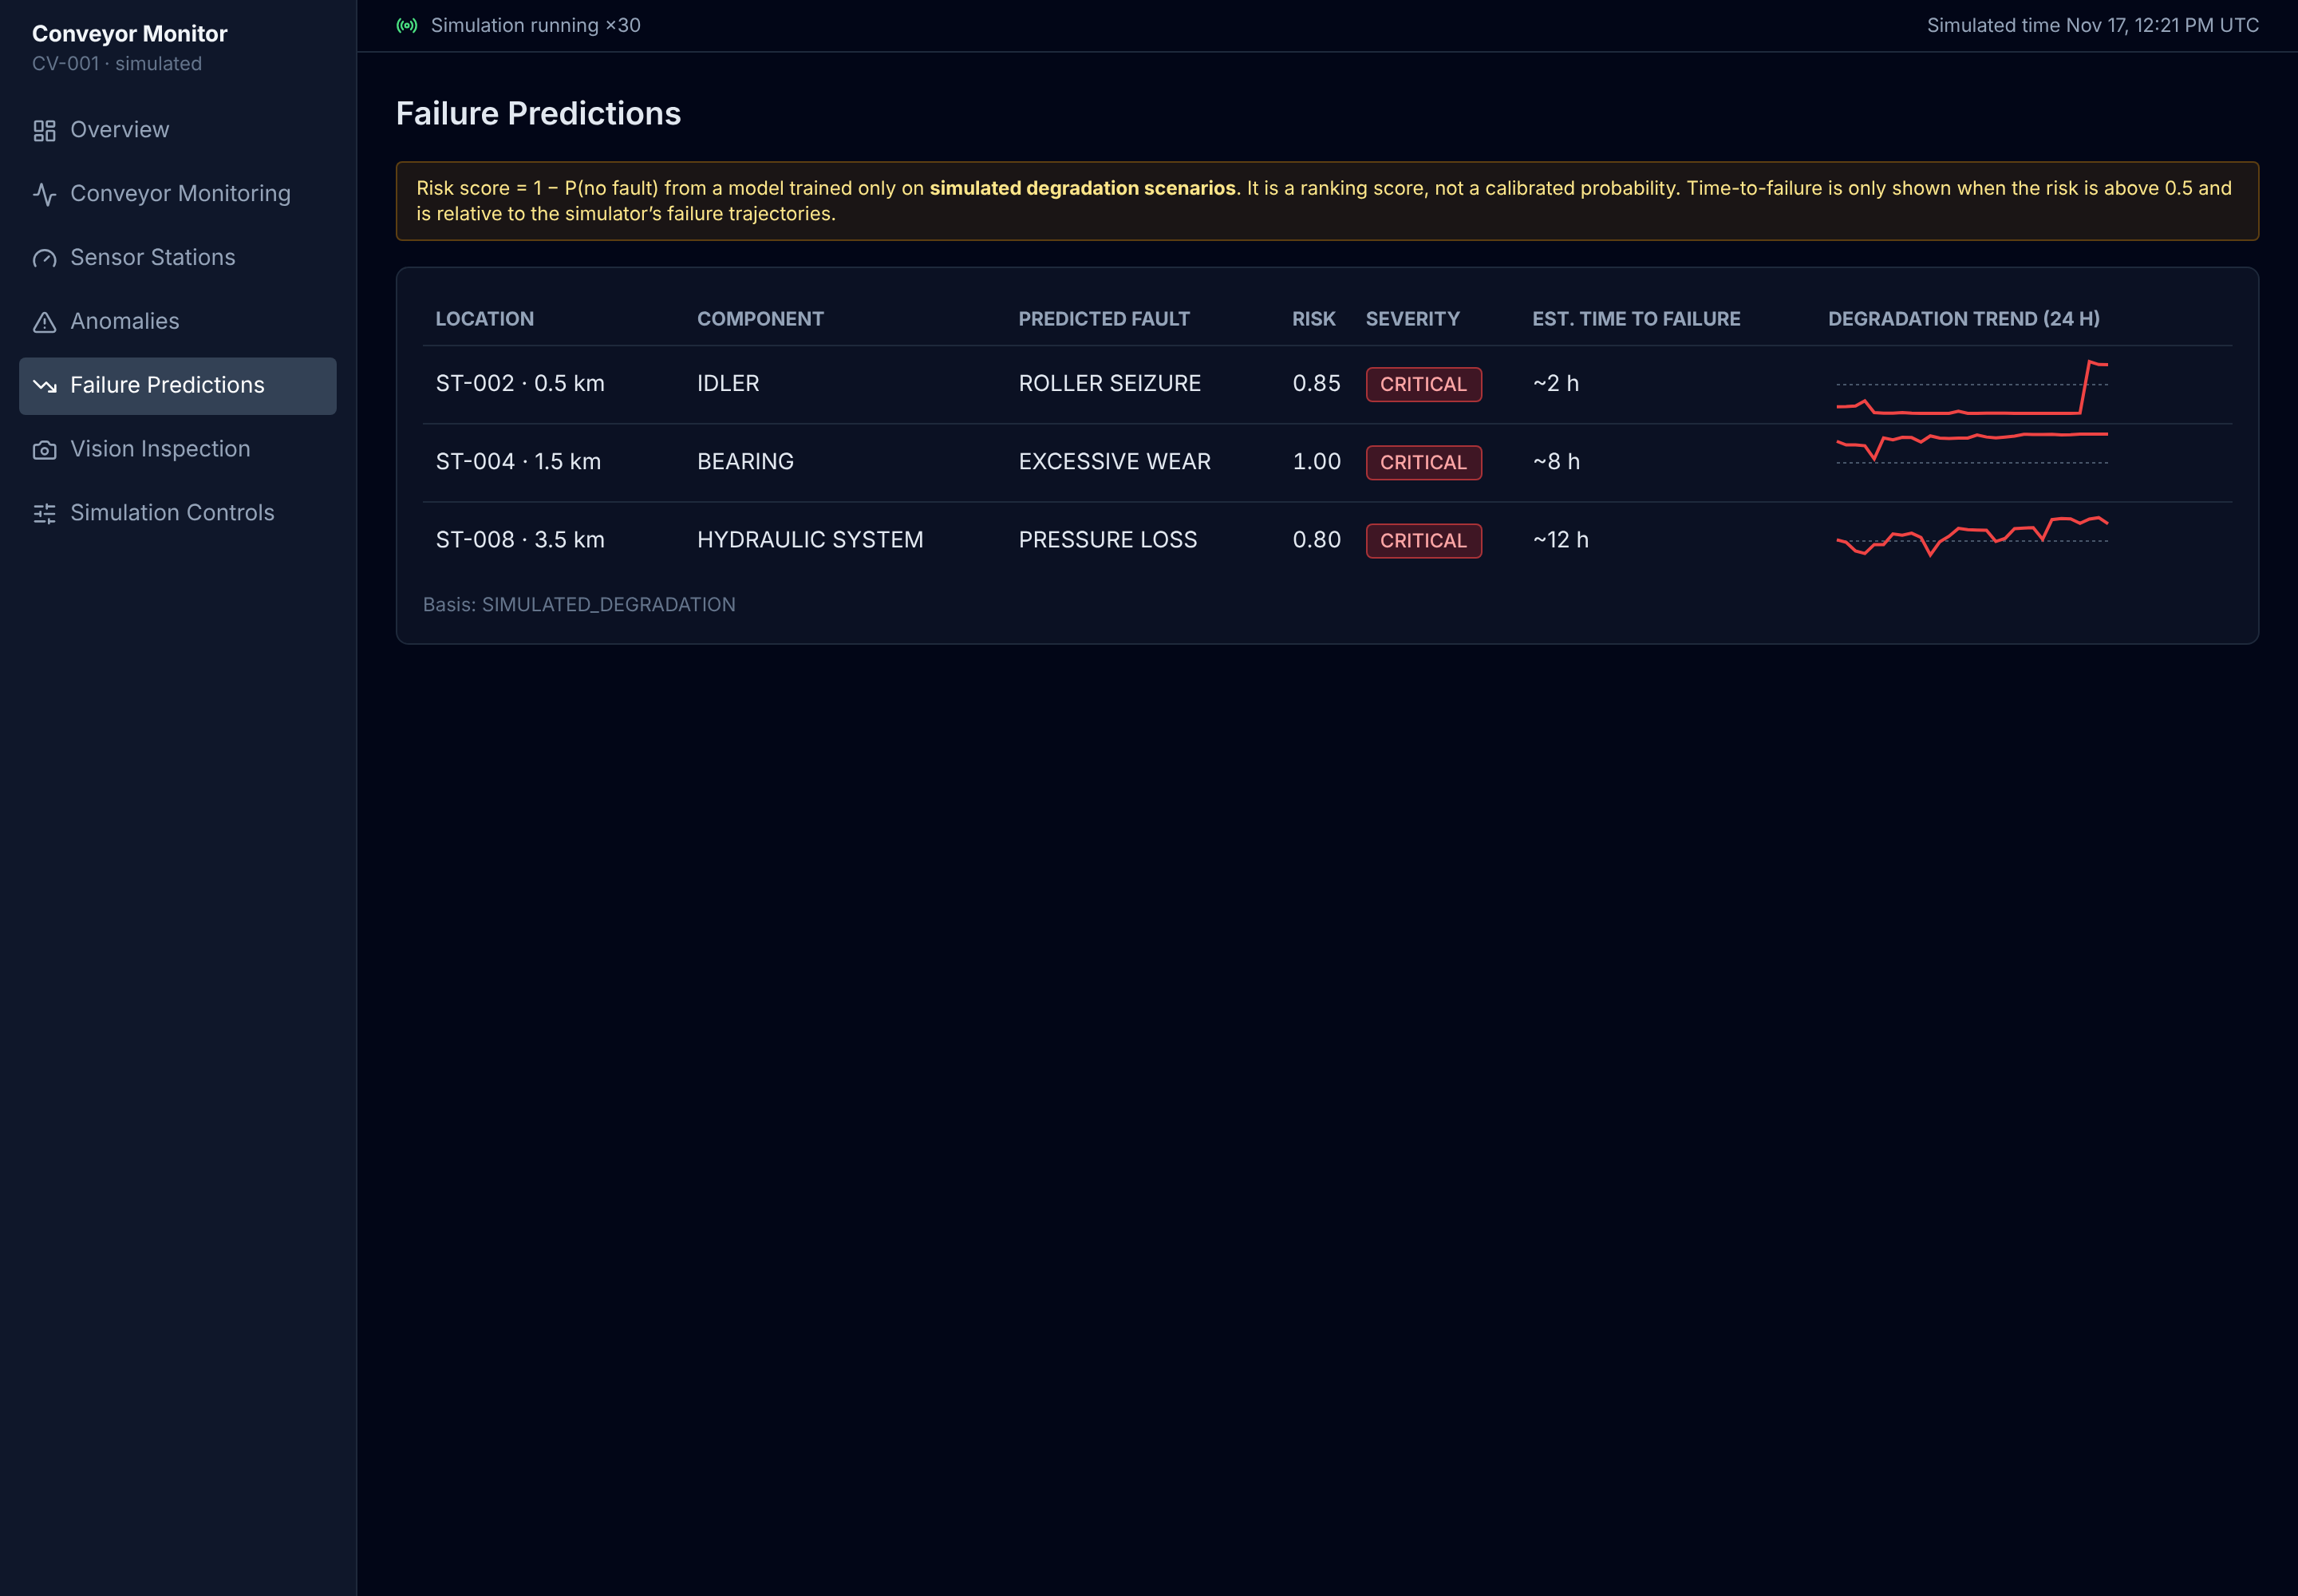 Conveyor Monitor
CV-001 · simulated
Overview
Conveyor Monitoring
Sensor Stations
Anomalies
Failure Predictions
Vision Inspection
Simulation Controls
Simulation running ×30
Simulated time Nov 17, 12:21 PM UTC
Failure Predictions
Risk score = 1 − P(no fault) from a model trained only on simulated degradation scenarios. It is a ranking score, not a calibrated probability. Time-to-failure is only shown when the risk is above 0.5 and
is relative to the simulator’s failure trajectories.
LOCATION COMPONENT PREDICTED FAULT RISK SEVERITY EST. TIME TO FAILURE DEGRADATION TREND (24 H)
ST-002 · 0.5 km IDLER ROLLER SEIZURE 0.85 CRITICAL ~2 h
ST-004 · 1.5 km BEARING EXCESSIVE WEAR 1.00 CRITICAL ~8 h
ST-008 · 3.5 km HYDRAULIC SYSTEM PRESSURE LOSS 0.80 CRITICAL ~12 h
Basis: SIMULATED_DEGRADATION